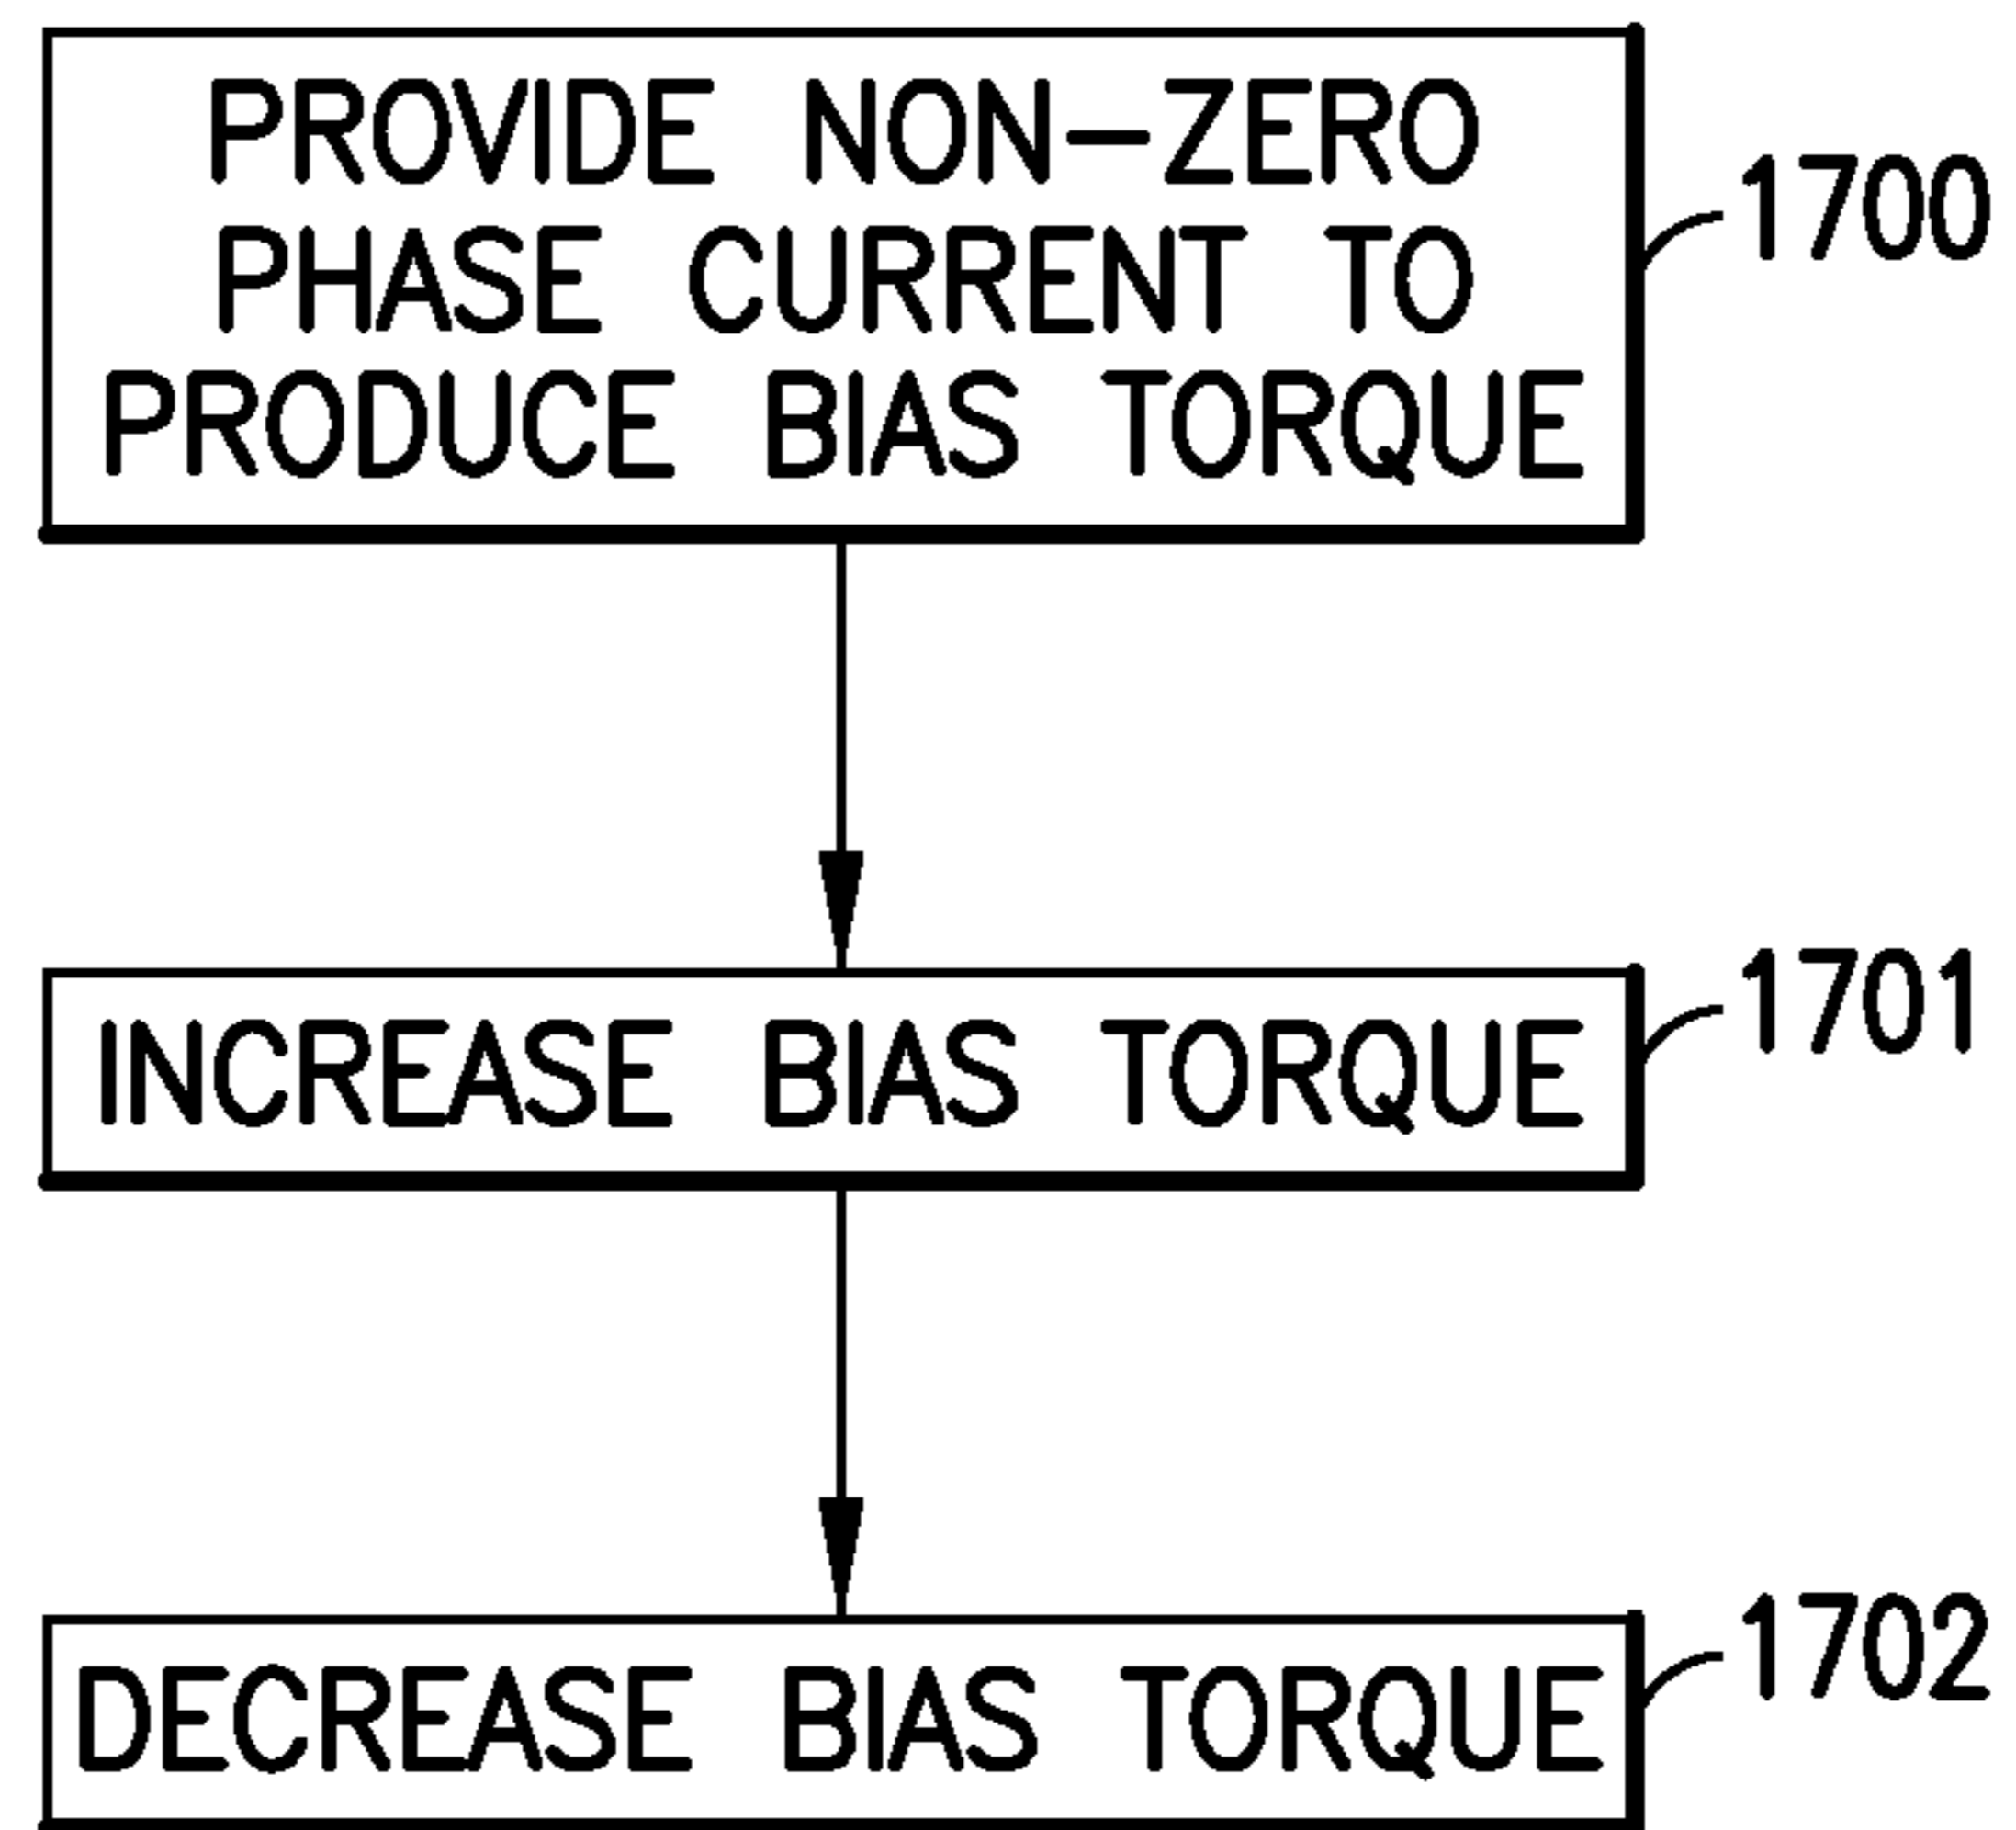 PROVIDE NON-ZERO
PHASE CURRENT TO
PRODUCE BIAS TORQUE
1700
INCREASE BIAS TORQUE
1701
DECREASE BIAS TORQUE
1702